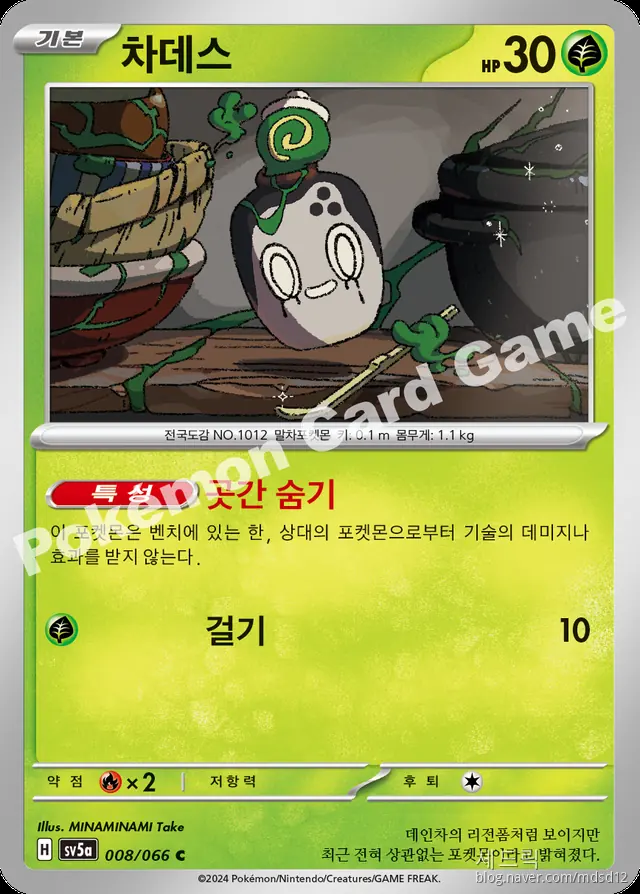 기본 차데스 HP 30
전국도감 NO.1012 말차포켓몬 키: 0.1 m 몸무게: 1.1 kg
특성 곳간 숨기
이 포켓몬은 벤치에 있는 한, 상대의 포켓몬으로부터 기술의 데미지나
효과를 받지 않는다.
걸기 10
약점 ×2 저항력 후퇴
Illus. MINAMINAMI Take
H sv5a 008/066 C
데인차의 리전폼처럼 보이지만
최근 전혀 상관없는 포켓몬이라고 밝혀졌다.
©2024 Pokémon/Nintendo/Creatures/GAME FREAK.
Pokémon Card Game
세드릭
blog.naver.com/mdsd12